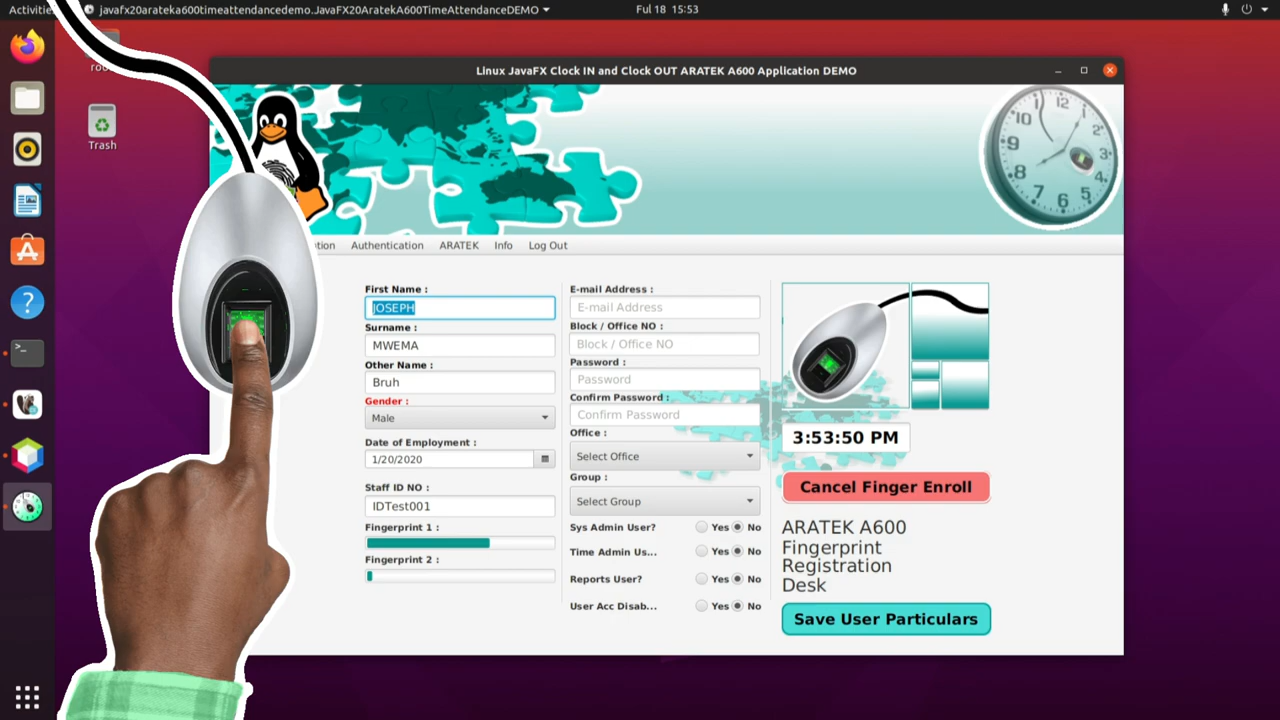 Activitie
javafx20arateka600timeattendancedemo.JavaFX20AratekA600TimeAttendanceDEMO
Ful 18 15:53
Trash
Linux JavaFX Clock IN and Clock OUT ARATEK A600 Application DEMO
Authentication ARATEK Info Log Out
First Name :
JOSEPH
Surname :
MWEMA
Other Name :
Bruh
Gender :
Male
Date of Employment :
1/20/2020
Staff ID NO :
IDTest001
Fingerprint 1 :
Fingerprint 2 :
E-mail Address :
E-mail Address
Block / Office NO :
Block / Office NO
Password :
Password
Confirm Password :
Confirm Password
Office :
Select Office
Group :
Select Group
Sys Admin User? Yes No
Time Admin Us... Yes No
Reports User? Yes No
User Acc Disab... Yes No
3:53:50 PM
Cancel Finger Enroll
ARATEK A600
Fingerprint
Registration
Desk
Save User Particulars